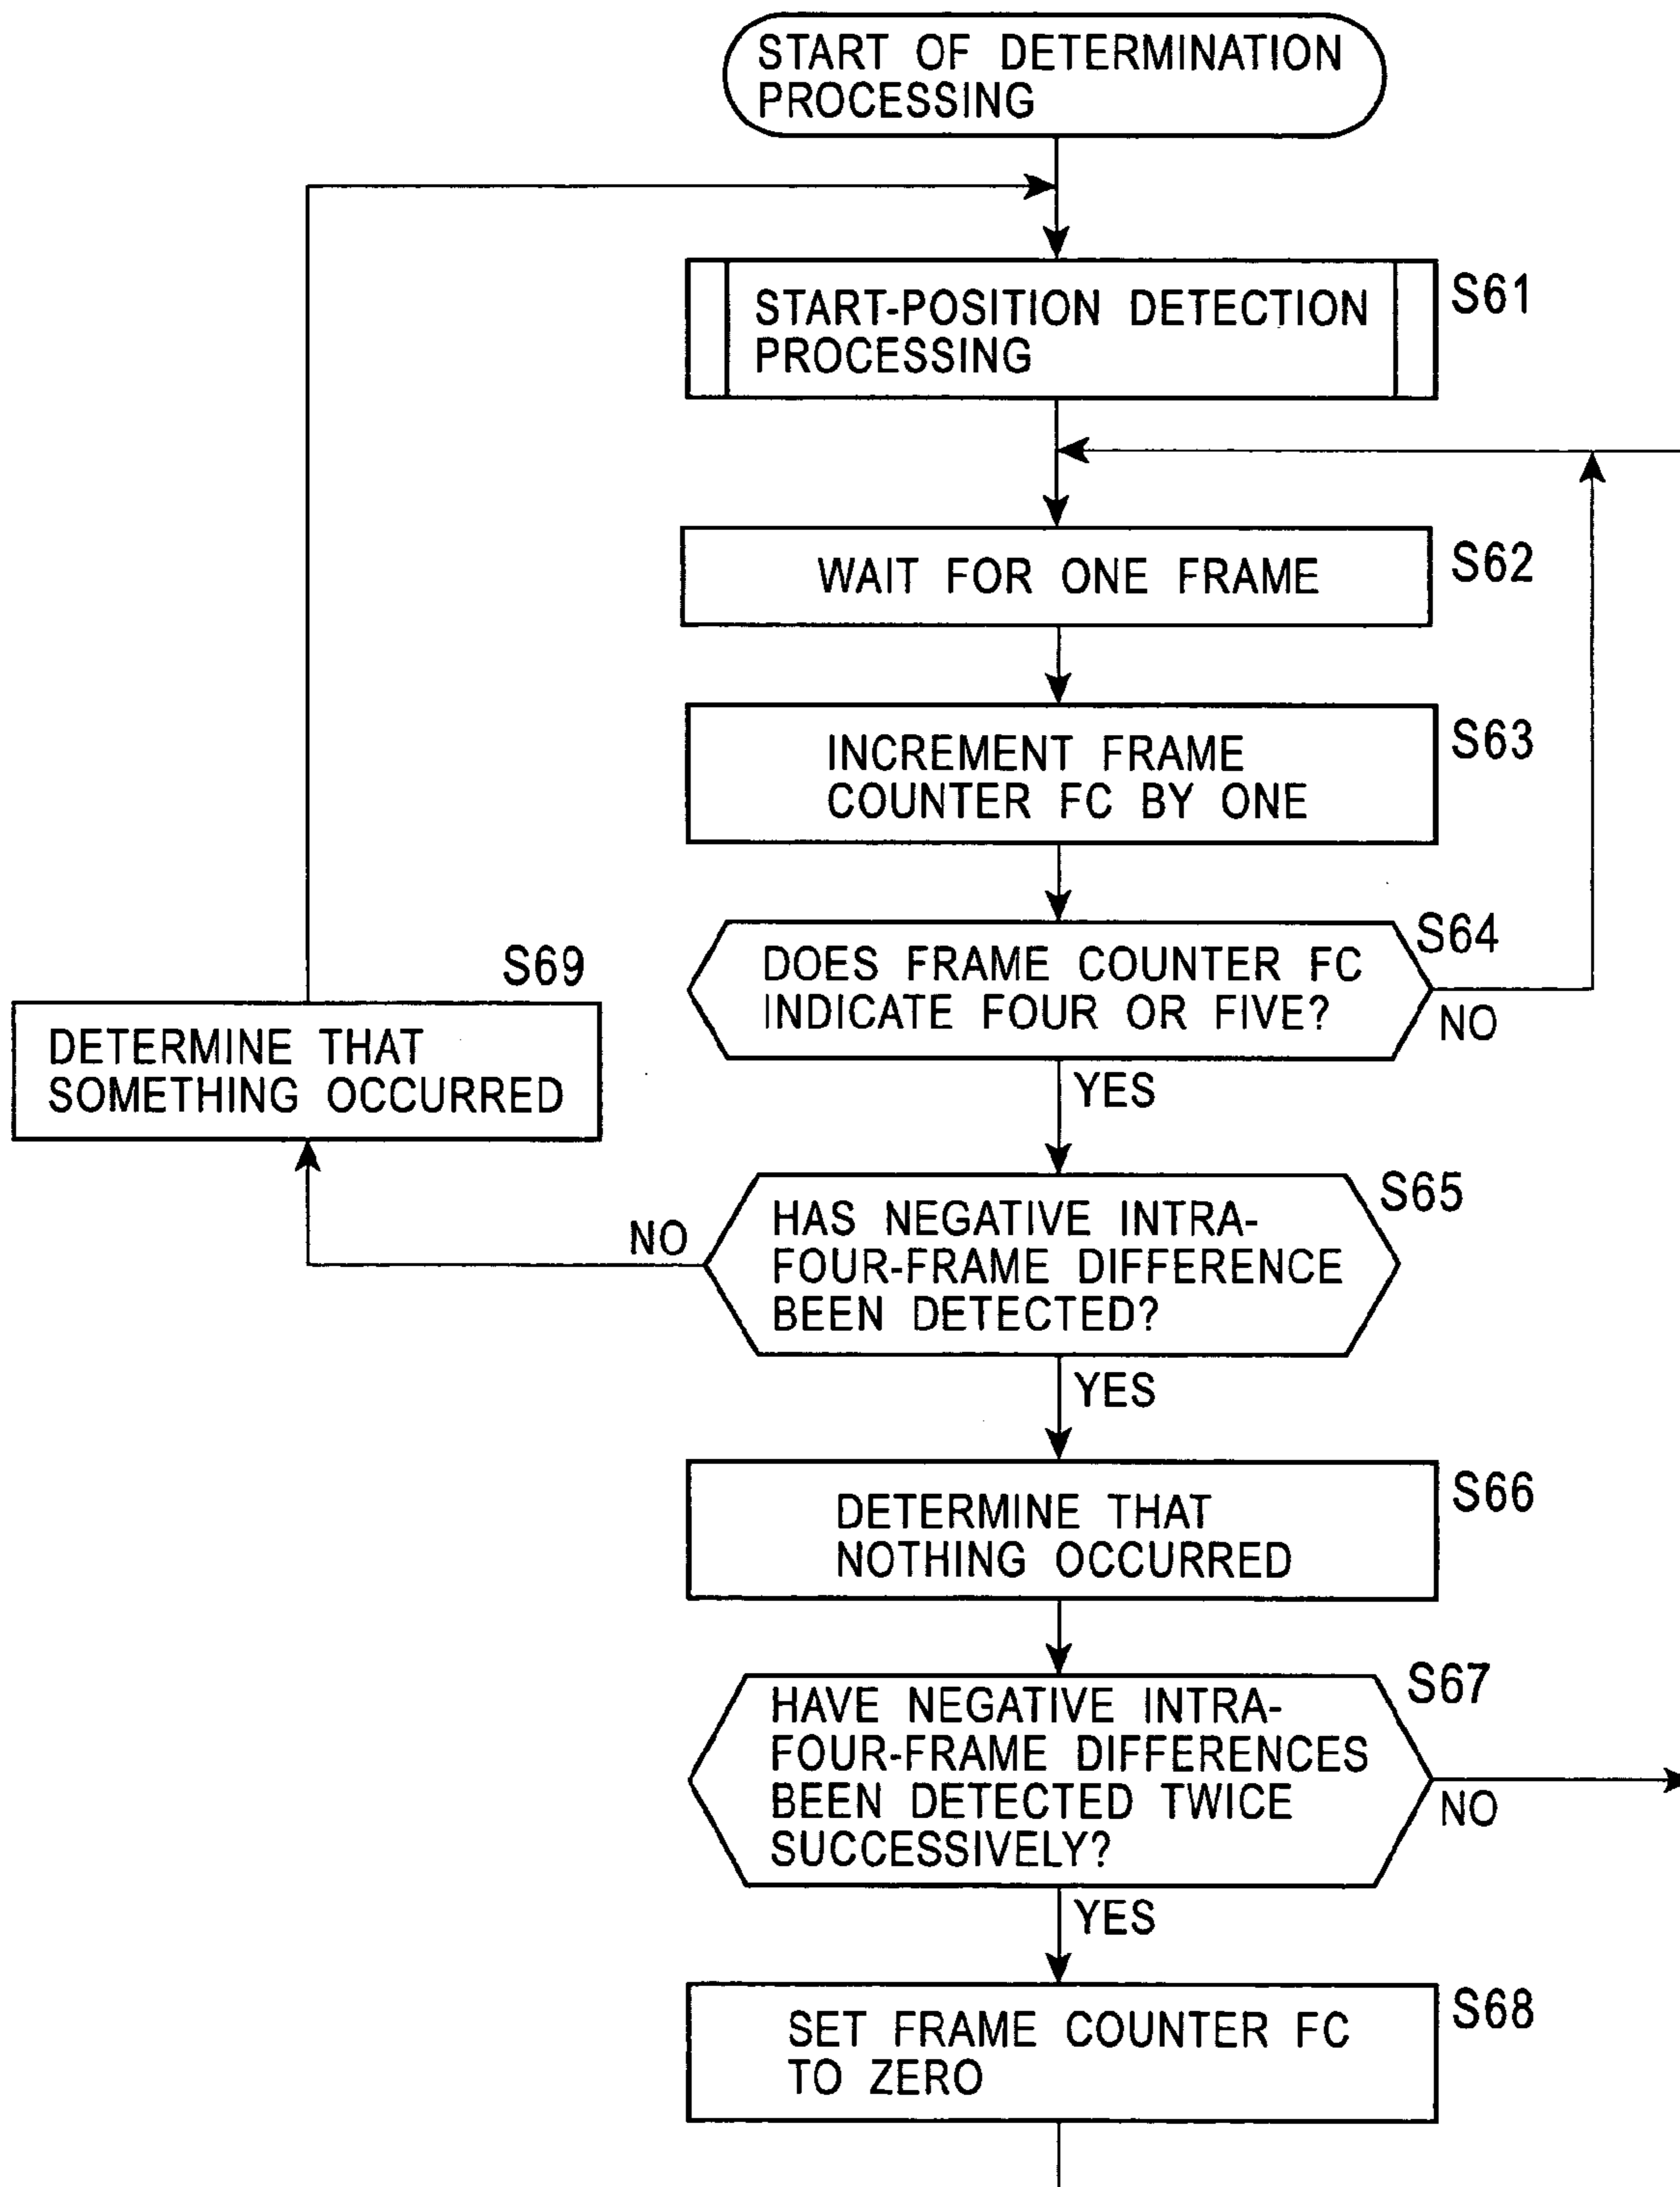 START OF DETERMINATION
PROCESSING
START-POSITION DETECTION
PROCESSING
S61
WAIT FOR ONE FRAME
S62
INCREMENT FRAME
COUNTER FC BY ONE
S63
DOES FRAME COUNTER FC
INDICATE FOUR OR FIVE?
S64
NO
YES
S69
DETERMINE THAT
SOMETHING OCCURRED
HAS NEGATIVE INTRA-
FOUR-FRAME DIFFERENCE
BEEN DETECTED?
S65
NO
YES
DETERMINE THAT
NOTHING OCCURRED
S66
HAVE NEGATIVE INTRA-
FOUR-FRAME DIFFERENCES
BEEN DETECTED TWICE
SUCCESSIVELY?
S67
NO
YES
SET FRAME COUNTER FC
TO ZERO
S68